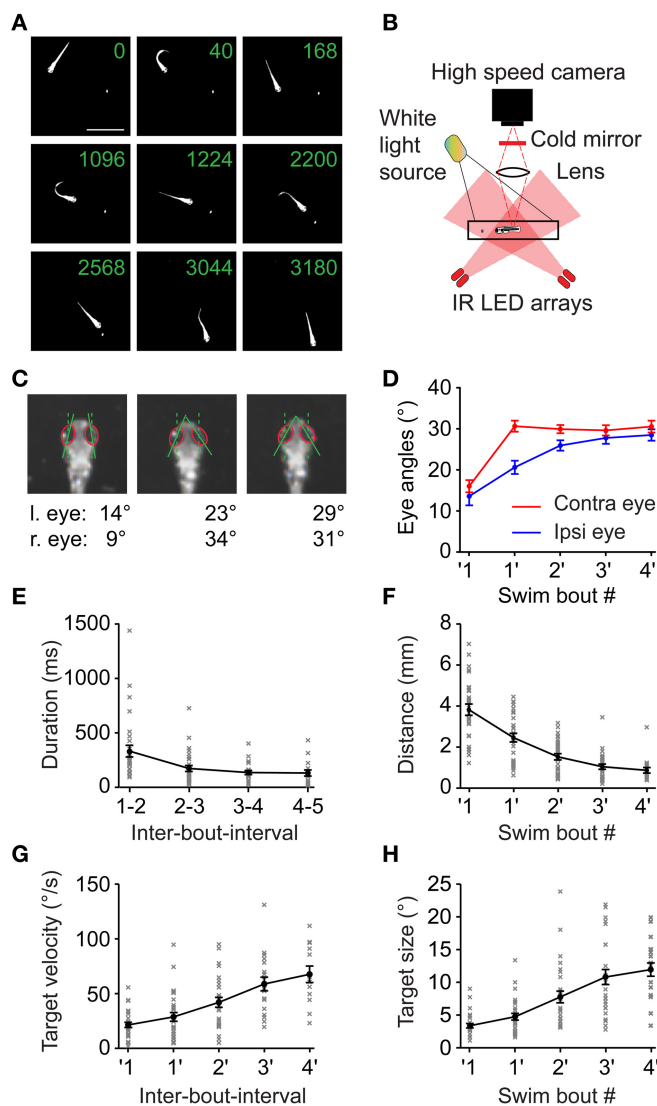 A
0
40
168
1096
1224
2200
2568
3044
3180
B
High speed camera
White
light
source
Cold mirror
Lens
IR LED arrays
C
l. eye: 14° 23° 29°
r. eye: 9° 34° 31°
D
Eye angles (°)
40
30
20
10
0
'1 1' 2' 3' 4'
Swim bout #
Contra eye
Ipsi eye
E
Duration (ms)
1500
1000
500
0
1-2 2-3 3-4 4-5
Inter-bout-interval
F
Distance (mm)
8
6
4
2
0
'1 1' 2' 3' 4'
Swim bout #
G
Target velocity (°/s)
150
100
50
0
'1 1' 2' 3' 4'
Inter-bout-interval
H
Target size (°)
25
20
15
10
5
0
'1 1' 2' 3' 4'
Swim bout #